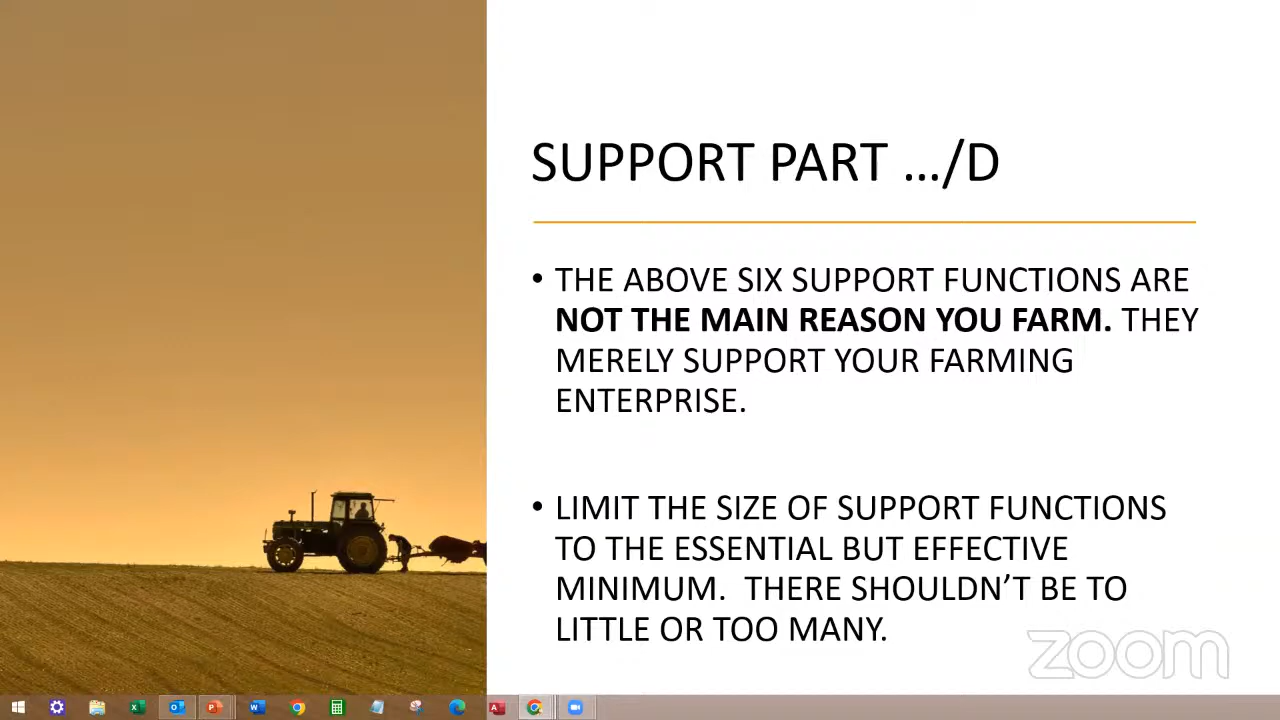 SUPPORT PART …/D
• THE ABOVE SIX SUPPORT FUNCTIONS ARE
NOT THE MAIN REASON YOU FARM. THEY
MERELY SUPPORT YOUR FARMING
ENTERPRISE.
• LIMIT THE SIZE OF SUPPORT FUNCTIONS
TO THE ESSENTIAL BUT EFFECTIVE
MINIMUM.  THERE SHOULDN’T BE TO
LITTLE OR TOO MANY.
zoom